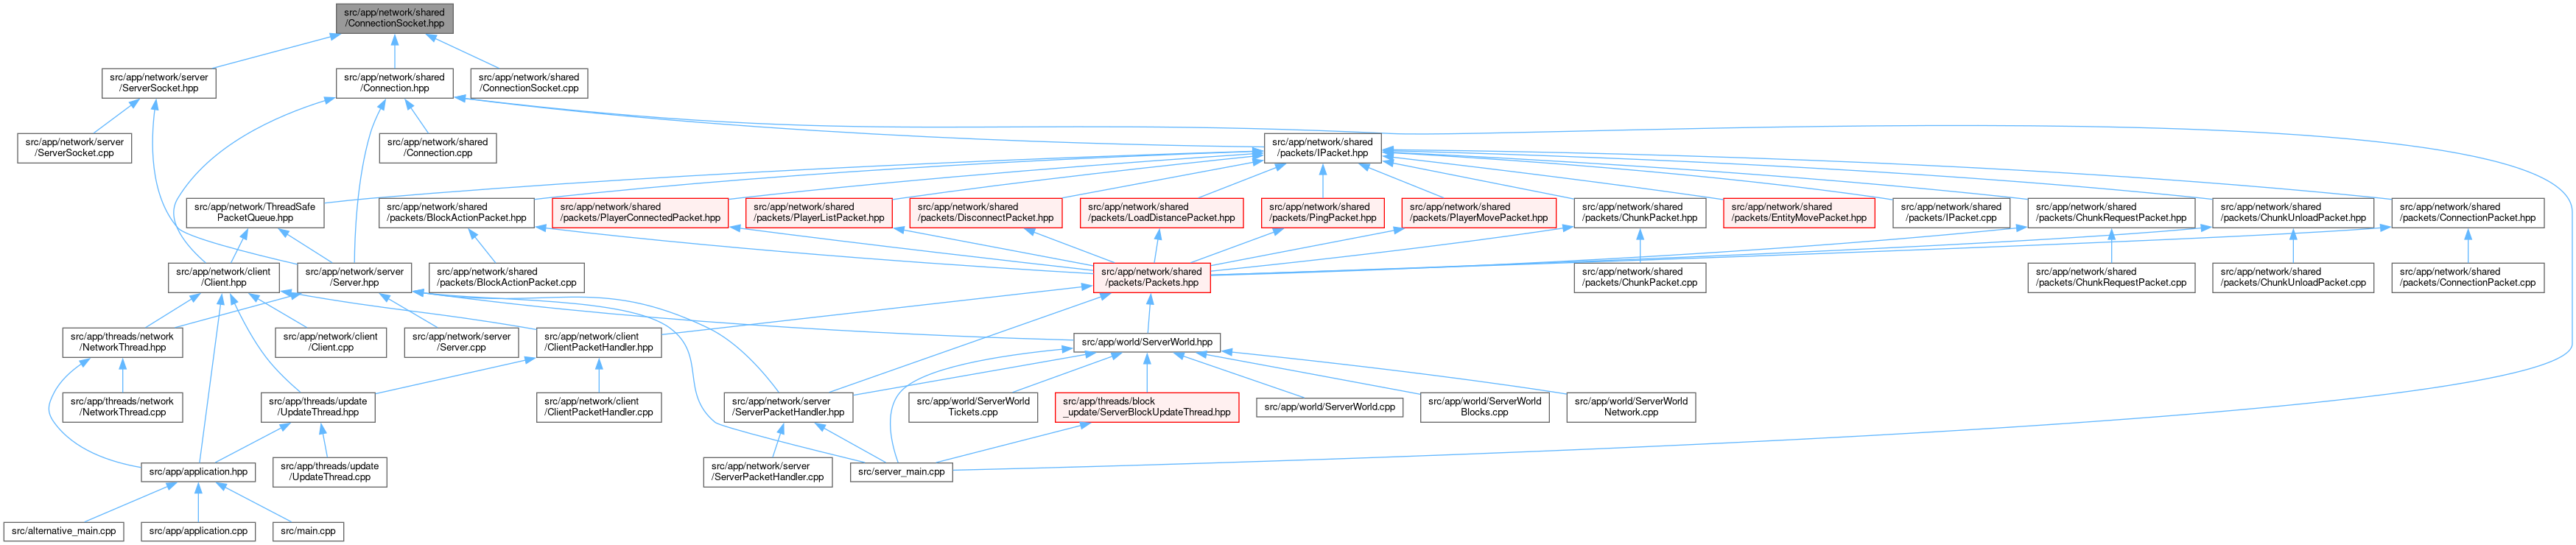 src/app/network/shared
/ConnectionSocket.hpp
src/app/network/server
/ServerSocket.hpp
src/app/network/shared
/Connection.hpp
src/app/network/shared
/ConnectionSocket.cpp
src/app/network/server
/ServerSocket.cpp
src/app/network/shared
/Connection.cpp
src/app/network/shared
/packets/IPacket.hpp
src/app/network/ThreadSafe
PacketQueue.hpp
src/app/network/shared
/packets/BlockActionPacket.hpp
src/app/network/shared
/packets/PlayerConnectedPacket.hpp
src/app/network/shared
/packets/PlayerListPacket.hpp
src/app/network/shared
/packets/DisconnectPacket.hpp
src/app/network/shared
/packets/LoadDistancePacket.hpp
src/app/network/shared
/packets/PingPacket.hpp
src/app/network/shared
/packets/PlayerMovePacket.hpp
src/app/network/shared
/packets/ChunkPacket.hpp
src/app/network/shared
/packets/EntityMovePacket.hpp
src/app/network/shared
/packets/IPacket.cpp
src/app/network/shared
/packets/ChunkRequestPacket.hpp
src/app/network/shared
/packets/ChunkUnloadPacket.hpp
src/app/network/shared
/packets/ConnectionPacket.hpp
src/app/network/client
/Client.hpp
src/app/network/server
/Server.hpp
src/app/network/shared
/packets/BlockActionPacket.cpp
src/app/network/shared
/packets/Packets.hpp
src/app/network/shared
/packets/ChunkPacket.cpp
src/app/network/shared
/packets/ChunkRequestPacket.cpp
src/app/network/shared
/packets/ChunkUnloadPacket.cpp
src/app/network/shared
/packets/ConnectionPacket.cpp
src/app/threads/network
/NetworkThread.hpp
src/app/network/client
/Client.cpp
src/app/network/server
/Server.cpp
src/app/network/client
/ClientPacketHandler.hpp
src/app/world/ServerWorld.hpp
src/app/threads/network
/NetworkThread.cpp
src/app/threads/update
/UpdateThread.hpp
src/app/network/client
/ClientPacketHandler.cpp
src/app/network/server
/ServerPacketHandler.hpp
src/app/world/ServerWorld
Tickets.cpp
src/app/threads/block
_update/ServerBlockUpdateThread.hpp
src/app/world/ServerWorld.cpp
src/app/world/ServerWorld
Blocks.cpp
src/app/world/ServerWorld
Network.cpp
src/app/application.hpp
src/app/threads/update
/UpdateThread.cpp
src/app/network/server
/ServerPacketHandler.cpp
src/server_main.cpp
src/alternative_main.cpp
src/app/application.cpp
src/main.cpp